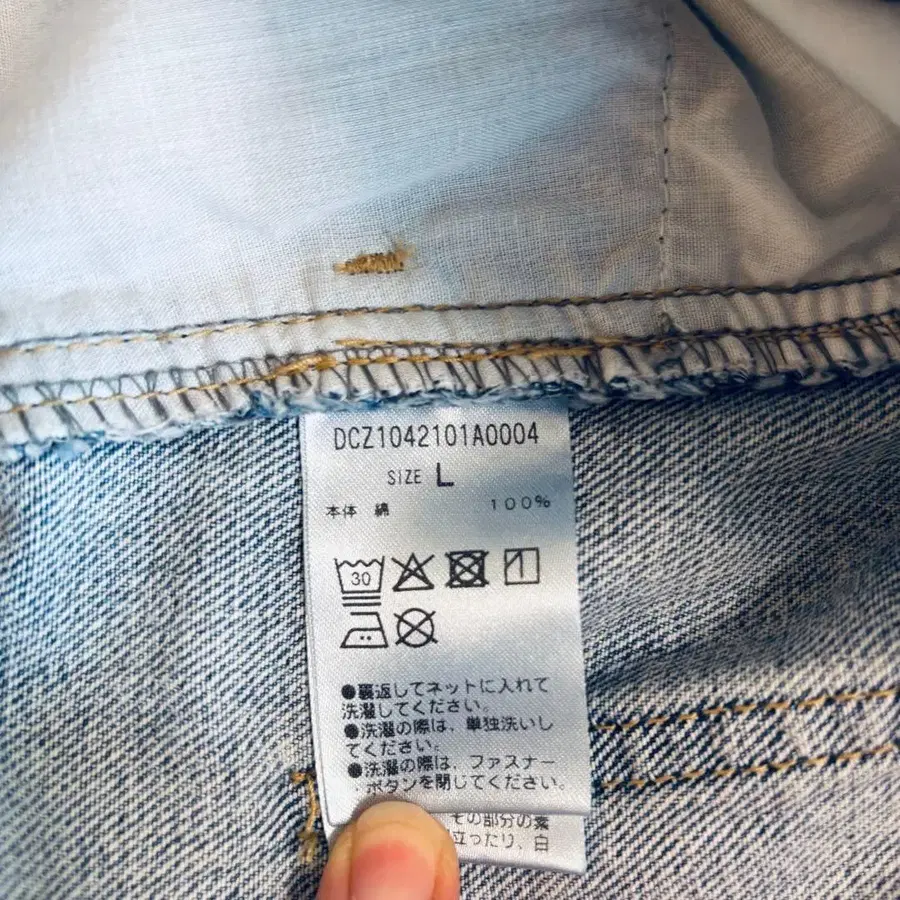 DCZ1042101A0004
SIZE L
本体 綿 100%
30
●裏返してネットに入れて
洗濯してください。
●洗濯の際は、単独洗いし
てください。
●洗濯の際は、ファスナー
・ボタンを閉じてください。
その部分の素
立ったり、白